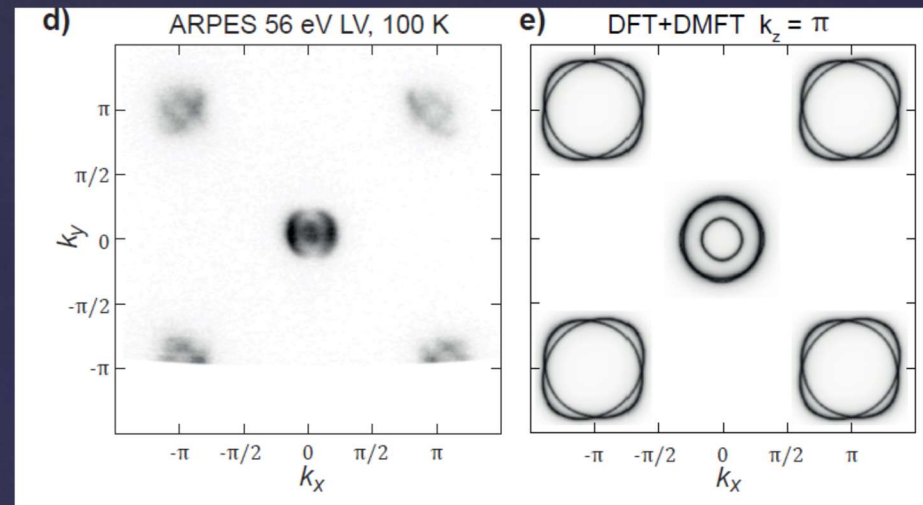 d) ARPES 56 eV LV, 100 K
π
π/2
0
-π/2
-π
k_y
-π -π/2 0 π/2 π
k_x
e) DFT+DMFT k_z = π
-π -π/2 0 π/2 π
k_x